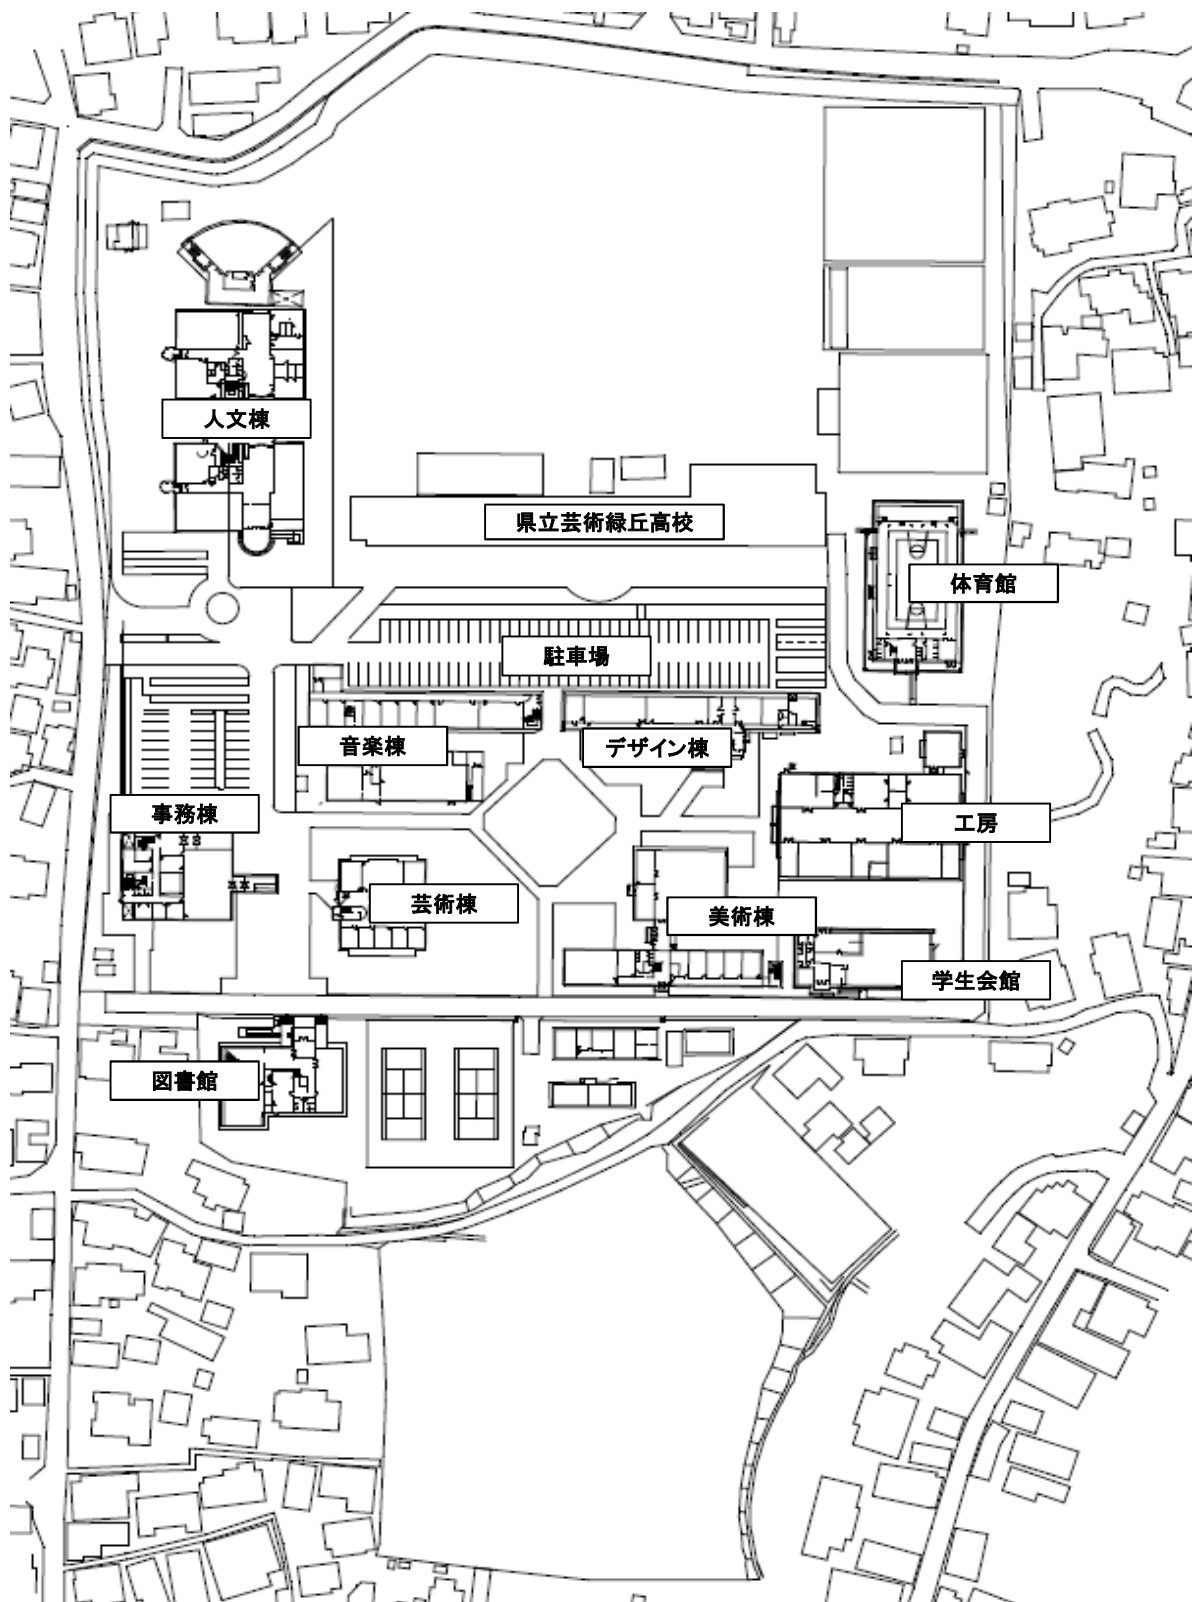 人文棟
県立芸術緑丘高校
体育館
駐車場
音楽棟
デザイン棟
事務棟
工房
芸術棟
美術棟
学生会館
図書館